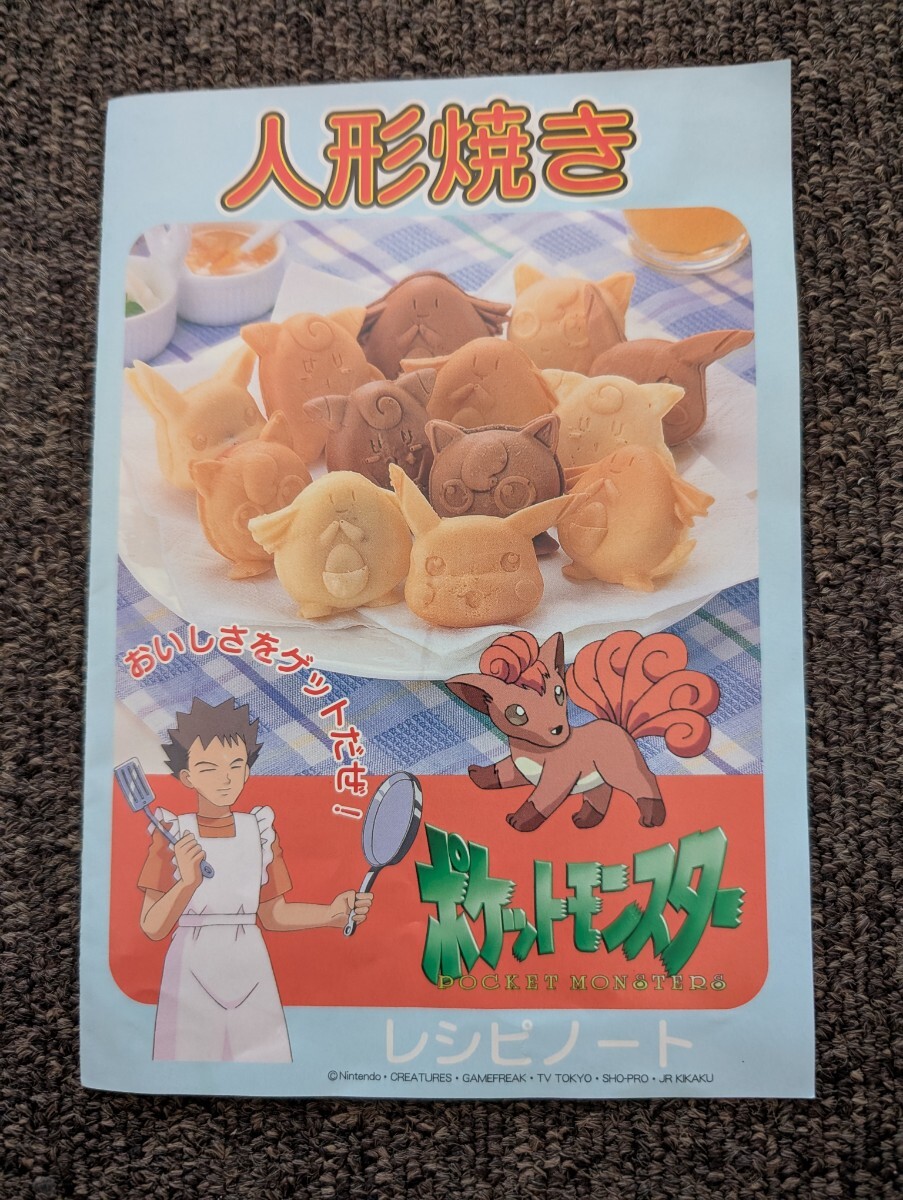 人形焼き
おいしさをゲットだぜ!
ポケットモンスター
POCKET MONSTERS
レシピノート
©Nintendo・CREATURES・GAMEFREAK・TV TOKYO・SHO-PRO・JR KIKAKU